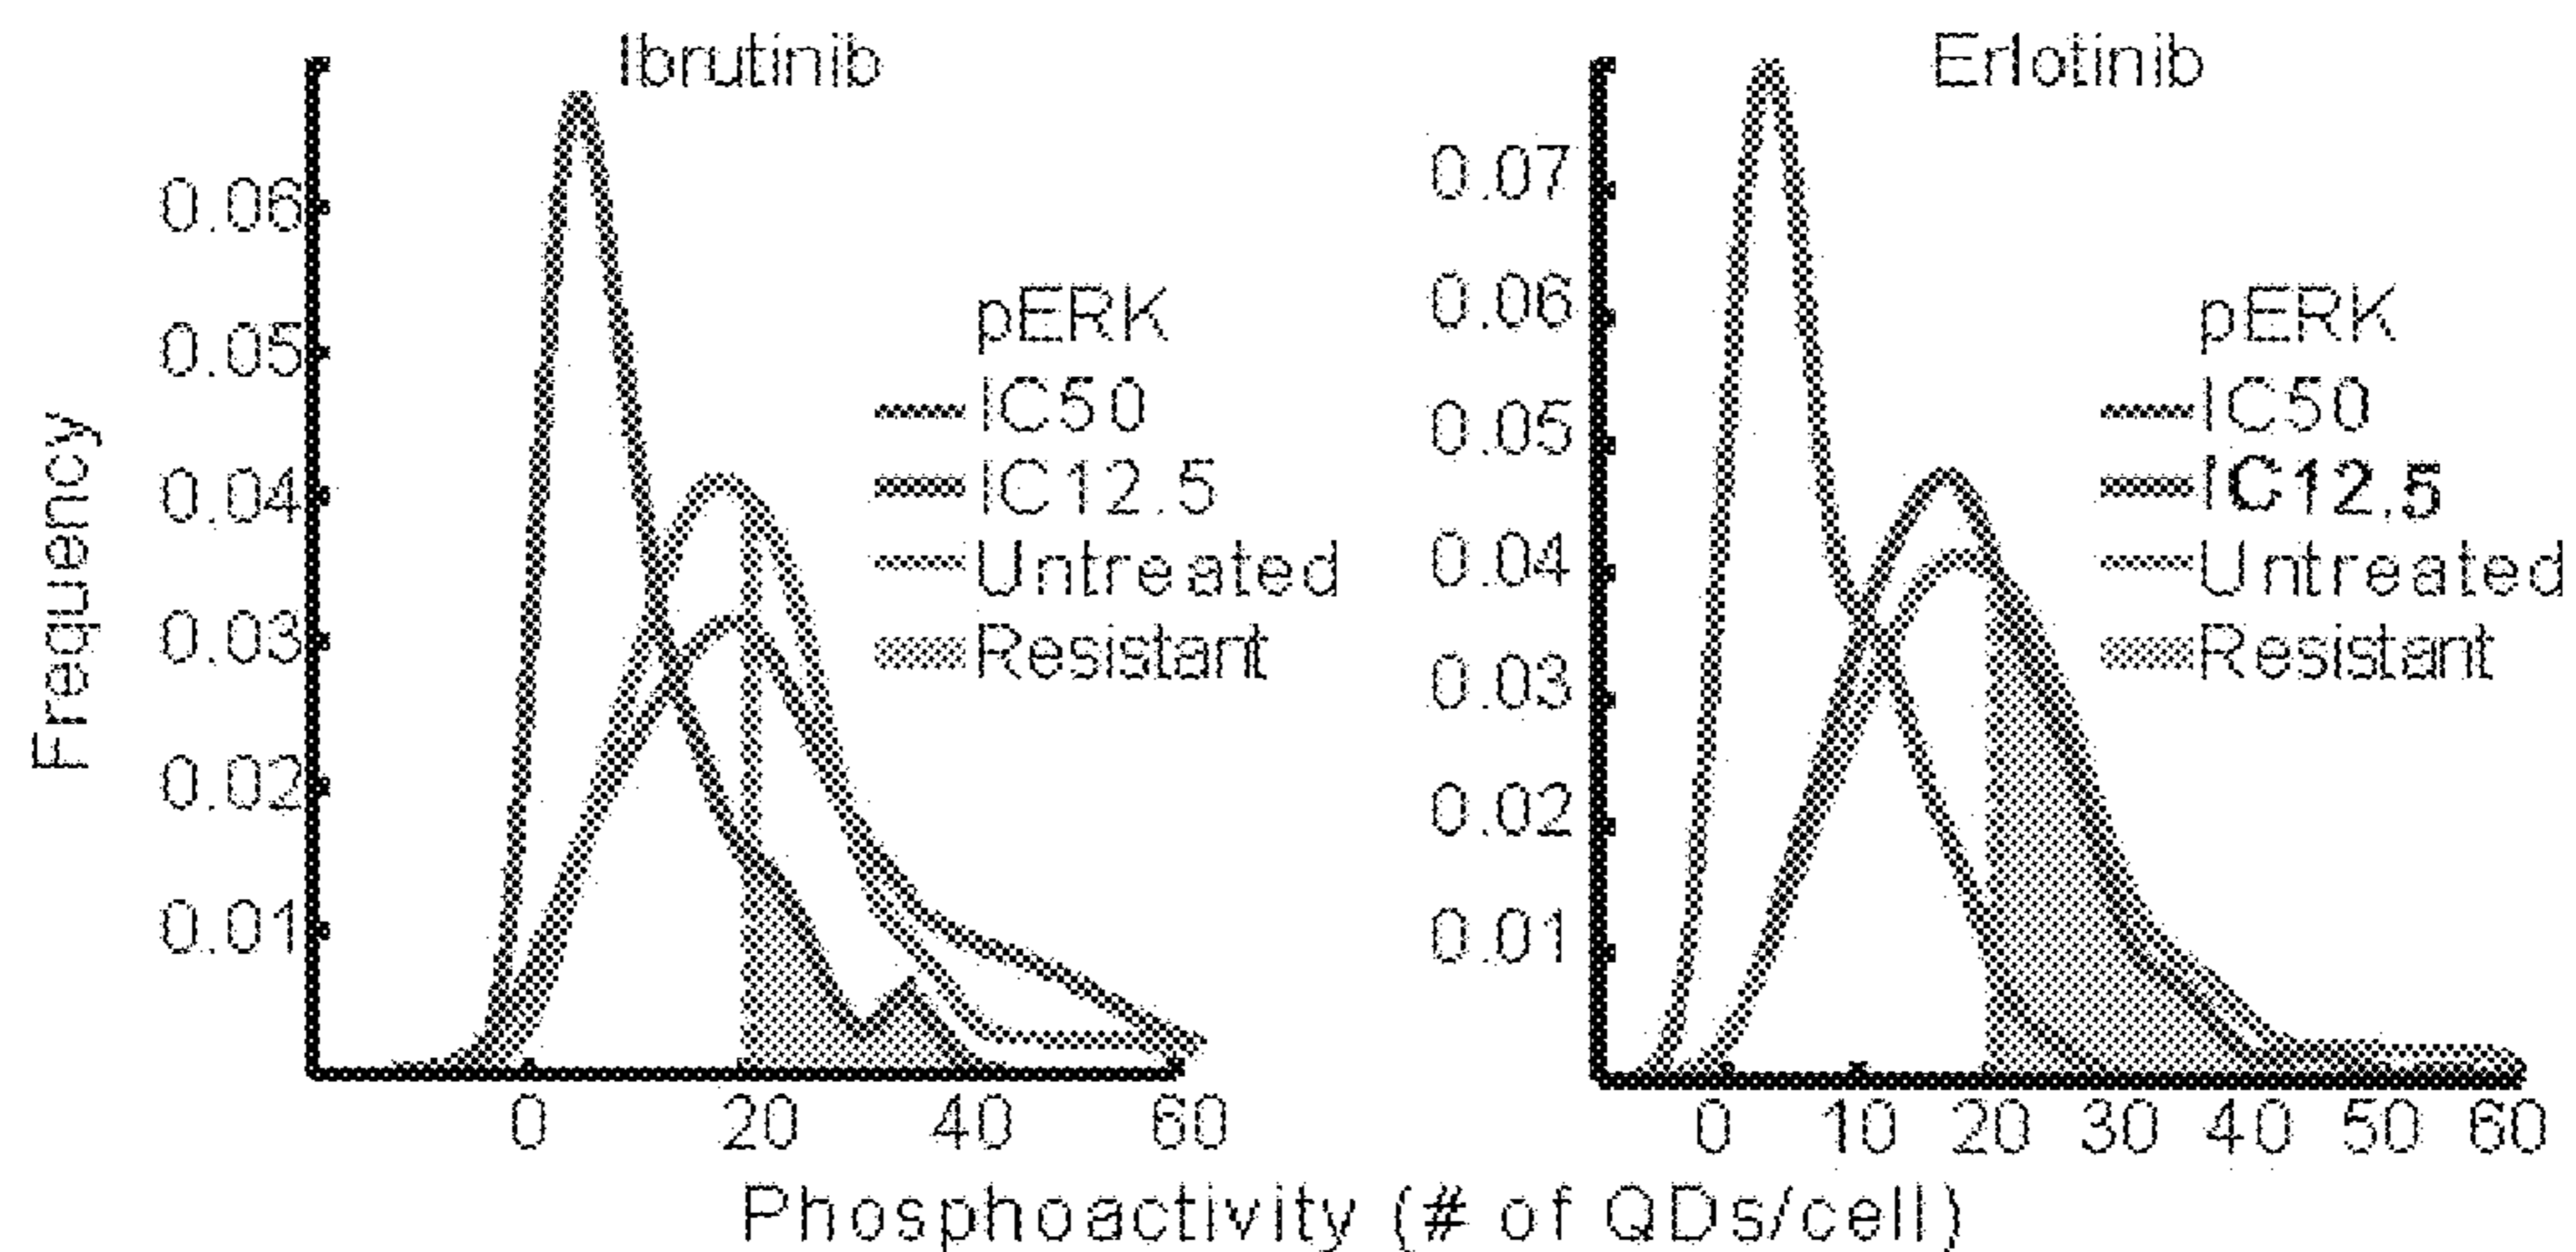 Ibrutinib
Frequency
0.06
0.05
0.04
0.03
0.02
0.01
pERK
IC50
IC12.5
Untreated
Resistant
0 20 40 60
Erlotinib
0.07
0.06
0.05
0.04
0.03
0.02
0.01
pERK
IC50
IC12.5
Untreated
Resistant
0 10 20 30 40 50 60
Phosphoactivity (# of QDs/cell)